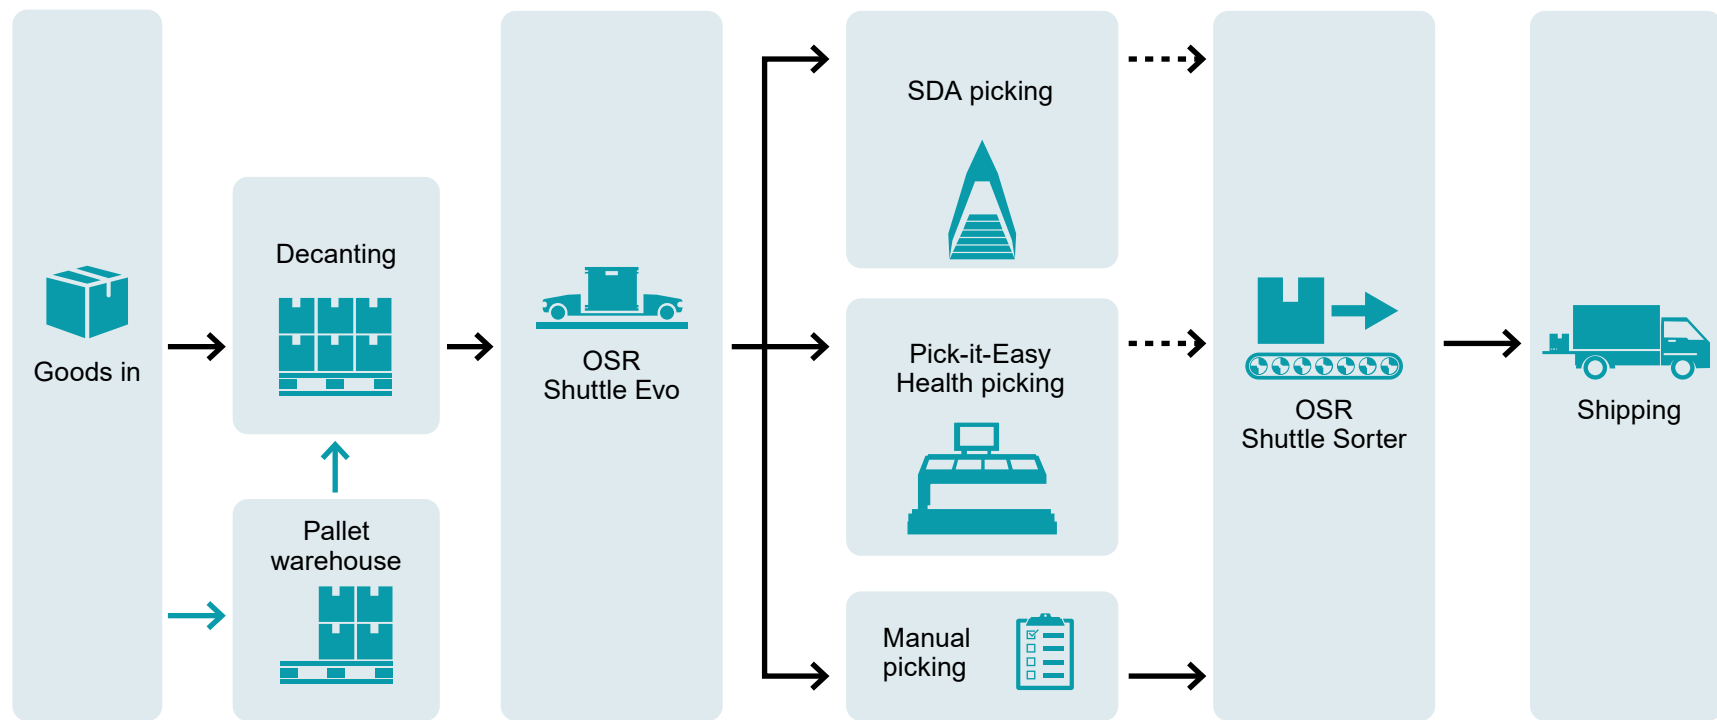 Goods in
Decanting
Pallet
warehouse
OSR
Shuttle Evo
SDA picking
Pick-it-Easy
Health picking
Manual
picking
OSR
Shuttle Sorter
Shipping